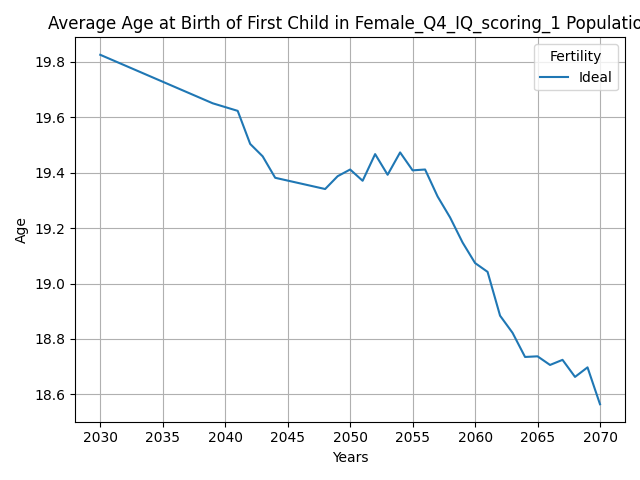 Average Age at Birth of First Child in Female_Q4_IQ_scoring_1 Populatio
Fertility
Ideal
19.8
19.6
19.4
19.2
19.0
18.8
18.6
Age
2030 2035 2040 2045 2050 2055 2060 2065 2070
Years